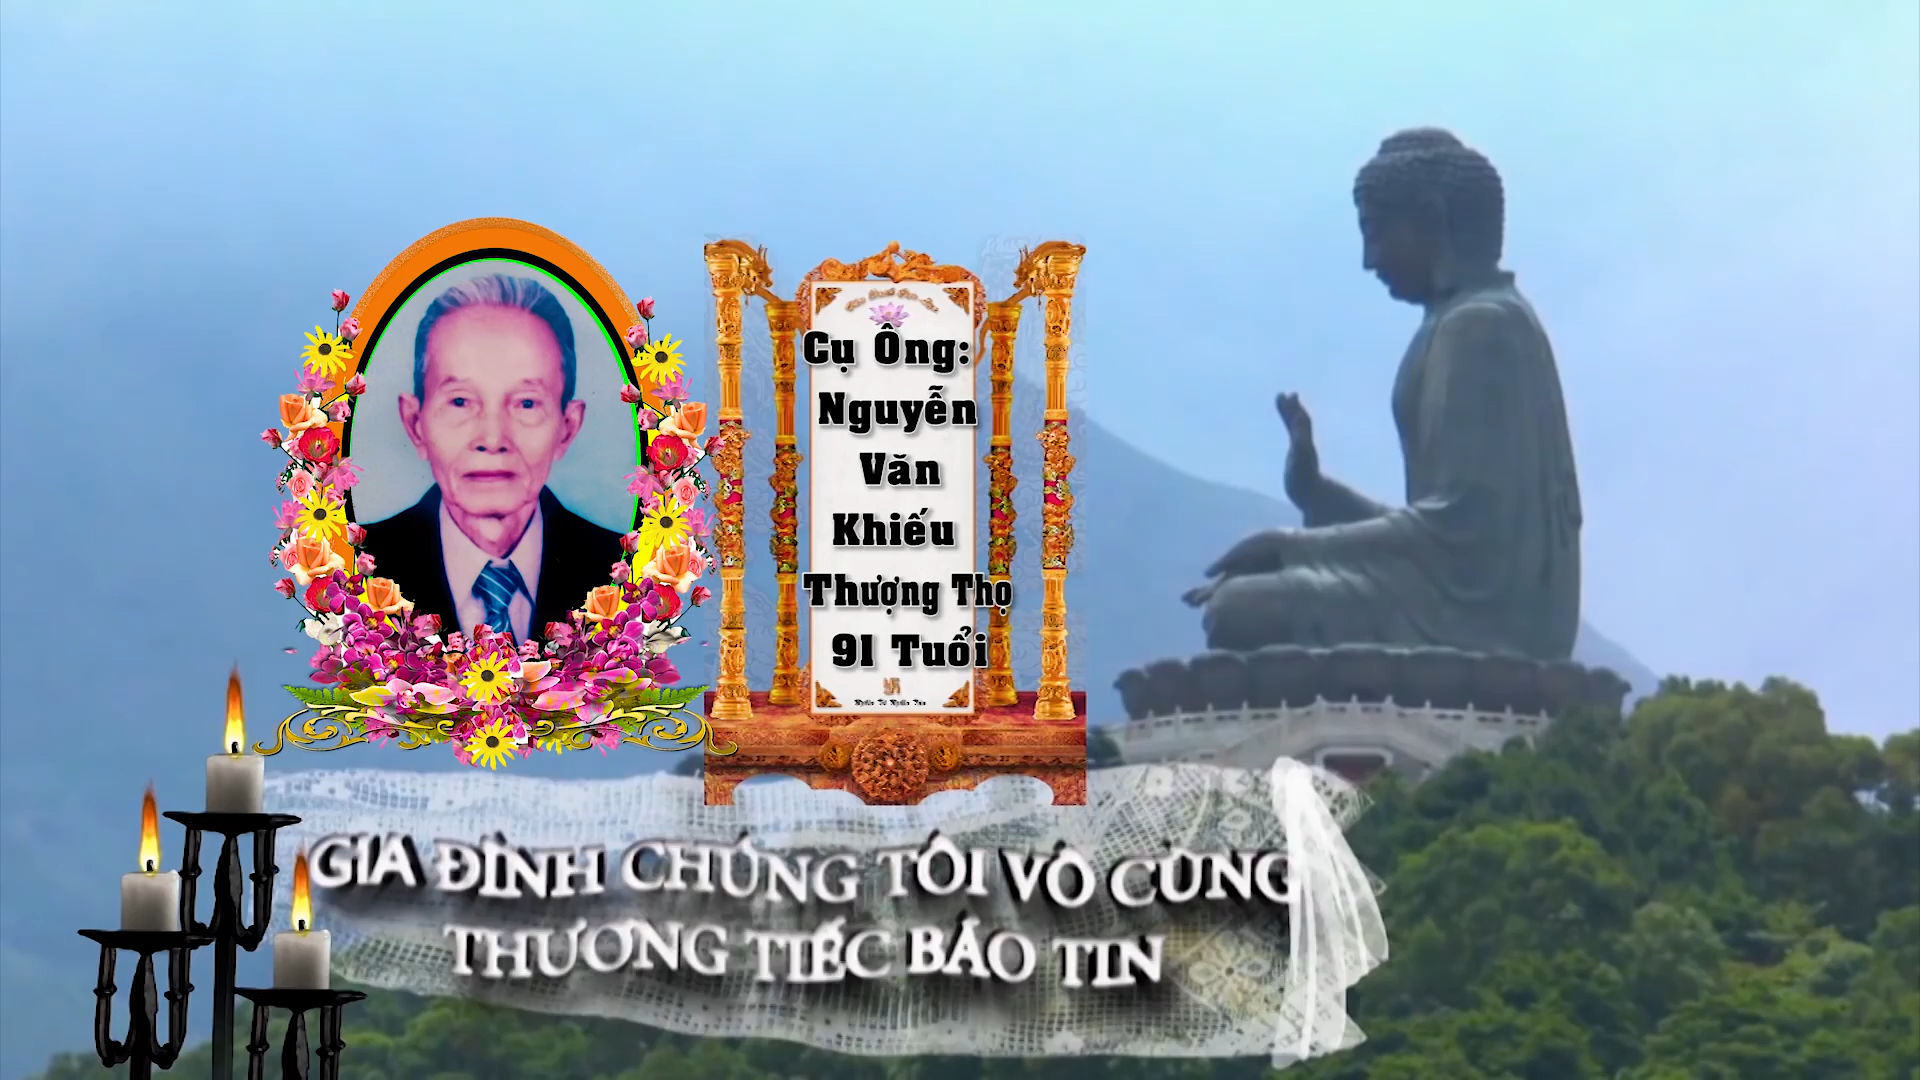 Cụ Ông:
Nguyễn
Văn
Khiếu
Thượng Thọ
91 Tuổi
GIA ĐÌNH CHÚNG TÔI VÔ CÙNG
THƯƠNG TIẾC BÁO TIN